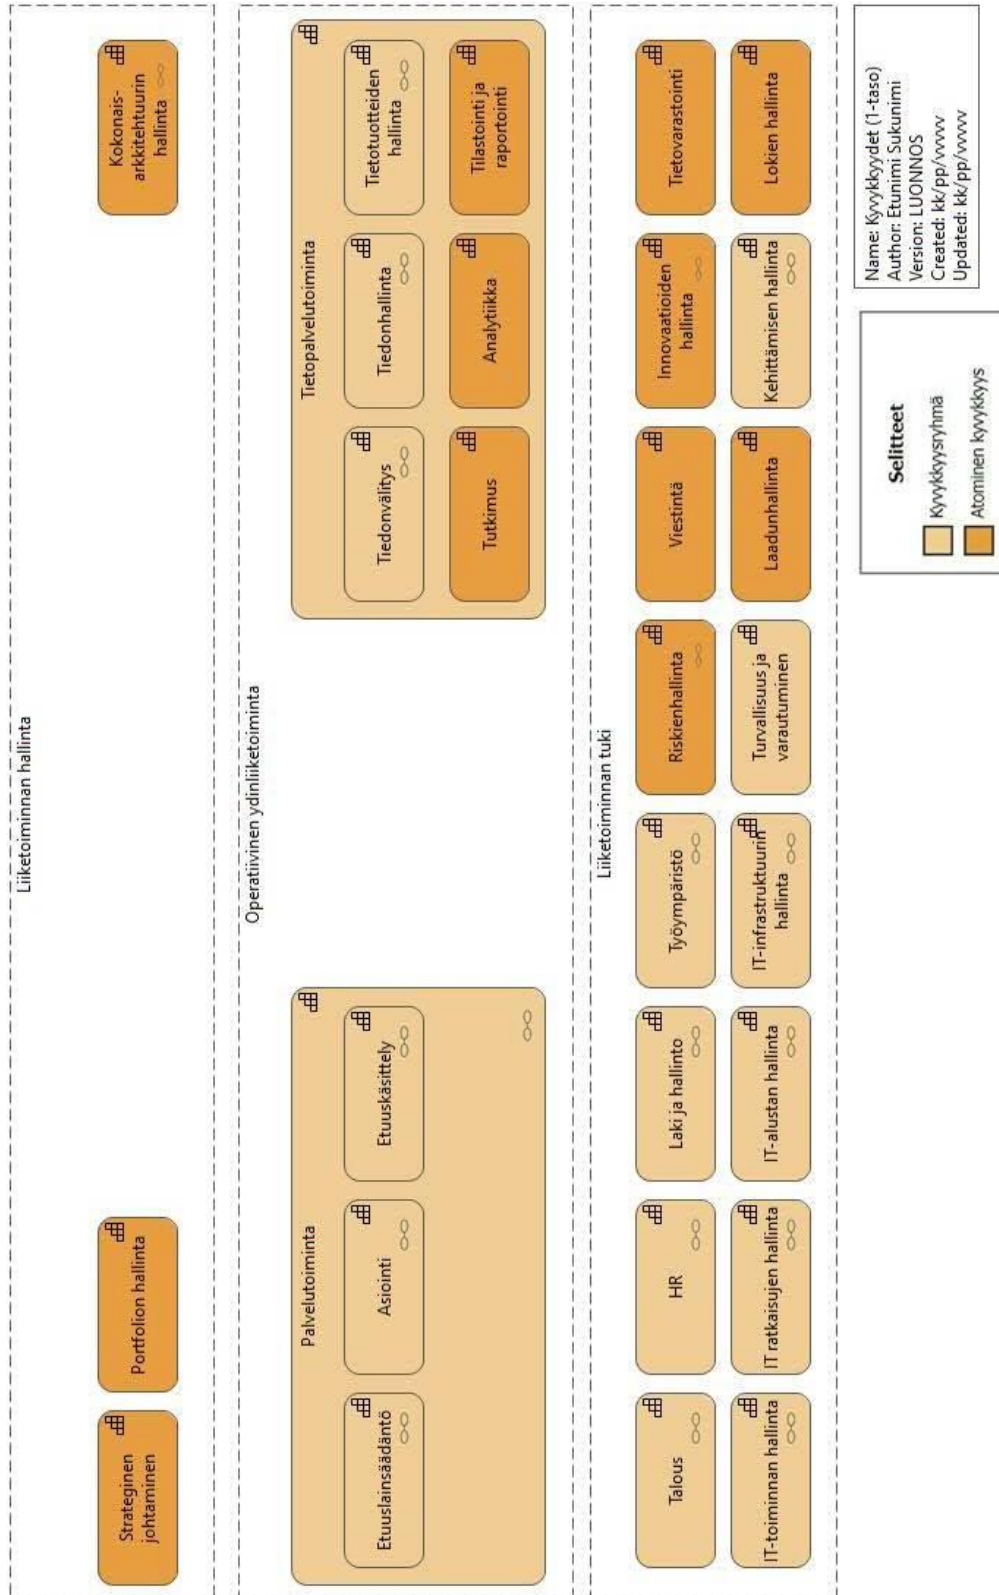 Liiketoiminnan hallinta
Strateginen
johtaminen
Portfolion hallinta
Kokonais-
arkkitehtuurin
hallinta
Operatiivinen ydinliiketoiminta
Palvelutoiminta
Etuuslainsäädäntö
Asiointi
Etuuskäsittely
Tietopalvelutoiminta
Tiedonvälitys
Tiedonhallinta
Tietotuotteiden
hallinta
Tutkimus
Analytiikka
Tilastointi ja
raportointi
Liiketoiminnan tuki
Talous
HR
Laki ja hallinto
Työympäristö
Riskienhallinta
Viestintä
Innovaatioiden
hallinta
Tietovarastointi
IT-toiminnan hallinta
IT ratkaisujen hallinta
IT-alustan hallinta
IT-infrastruktuurin
hallinta
Turvallisuus ja
varautuminen
Laadunhallinta
Kehittämisen hallinta
Lokien hallinta
Selitteet
Kyvykkyysryhmä
Atominen kyvykkyys
Name: Kyvykkyydet (1-taso)
Author: Etunimi Sukunimi
Version: LUONNOS
Created: kk/pp/vvvv
Updated: kk/pp/vvvv